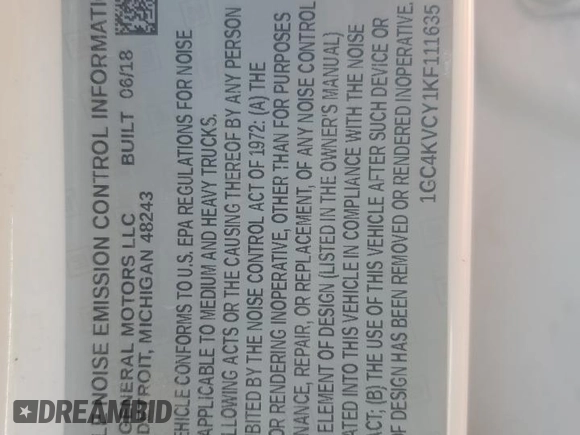 NOISE EMISSION CONTROL INFORMATI
GENERAL MOTORS LLC BUILT 06/18
DETROIT, MICHIGAN 48243
EHICLE CONFORMS TO U.S. EPA REGULATIONS FOR NOISE
APPLICABLE TO MEDIUM AND HEAVY TRUCKS.
LLOWING ACTS OR THE CAUSING THEREOF BY ANY PERSON
IBITED BY THE NOISE CONTROL ACT OF 1972: (A) THE
OR RENDERING INOPERATIVE, OTHER THAN FOR PURPOSES
NANCE, REPAIR, OR REPLACEMENT, OF ANY NOISE CONTROL
ELEMENT OF DESIGN (LISTED IN THE OWNER'S MANUAL)
ATED INTO THIS VEHICLE IN COMPLIANCE WITH THE NOISE
ACT; (B) THE USE OF THIS VEHICLE AFTER SUCH DEVICE OR
OF DESIGN HAS BEEN REMOVED OR RENDERED INOPERATIVE.
1GC4KVCY1KF111635
DREAMBID